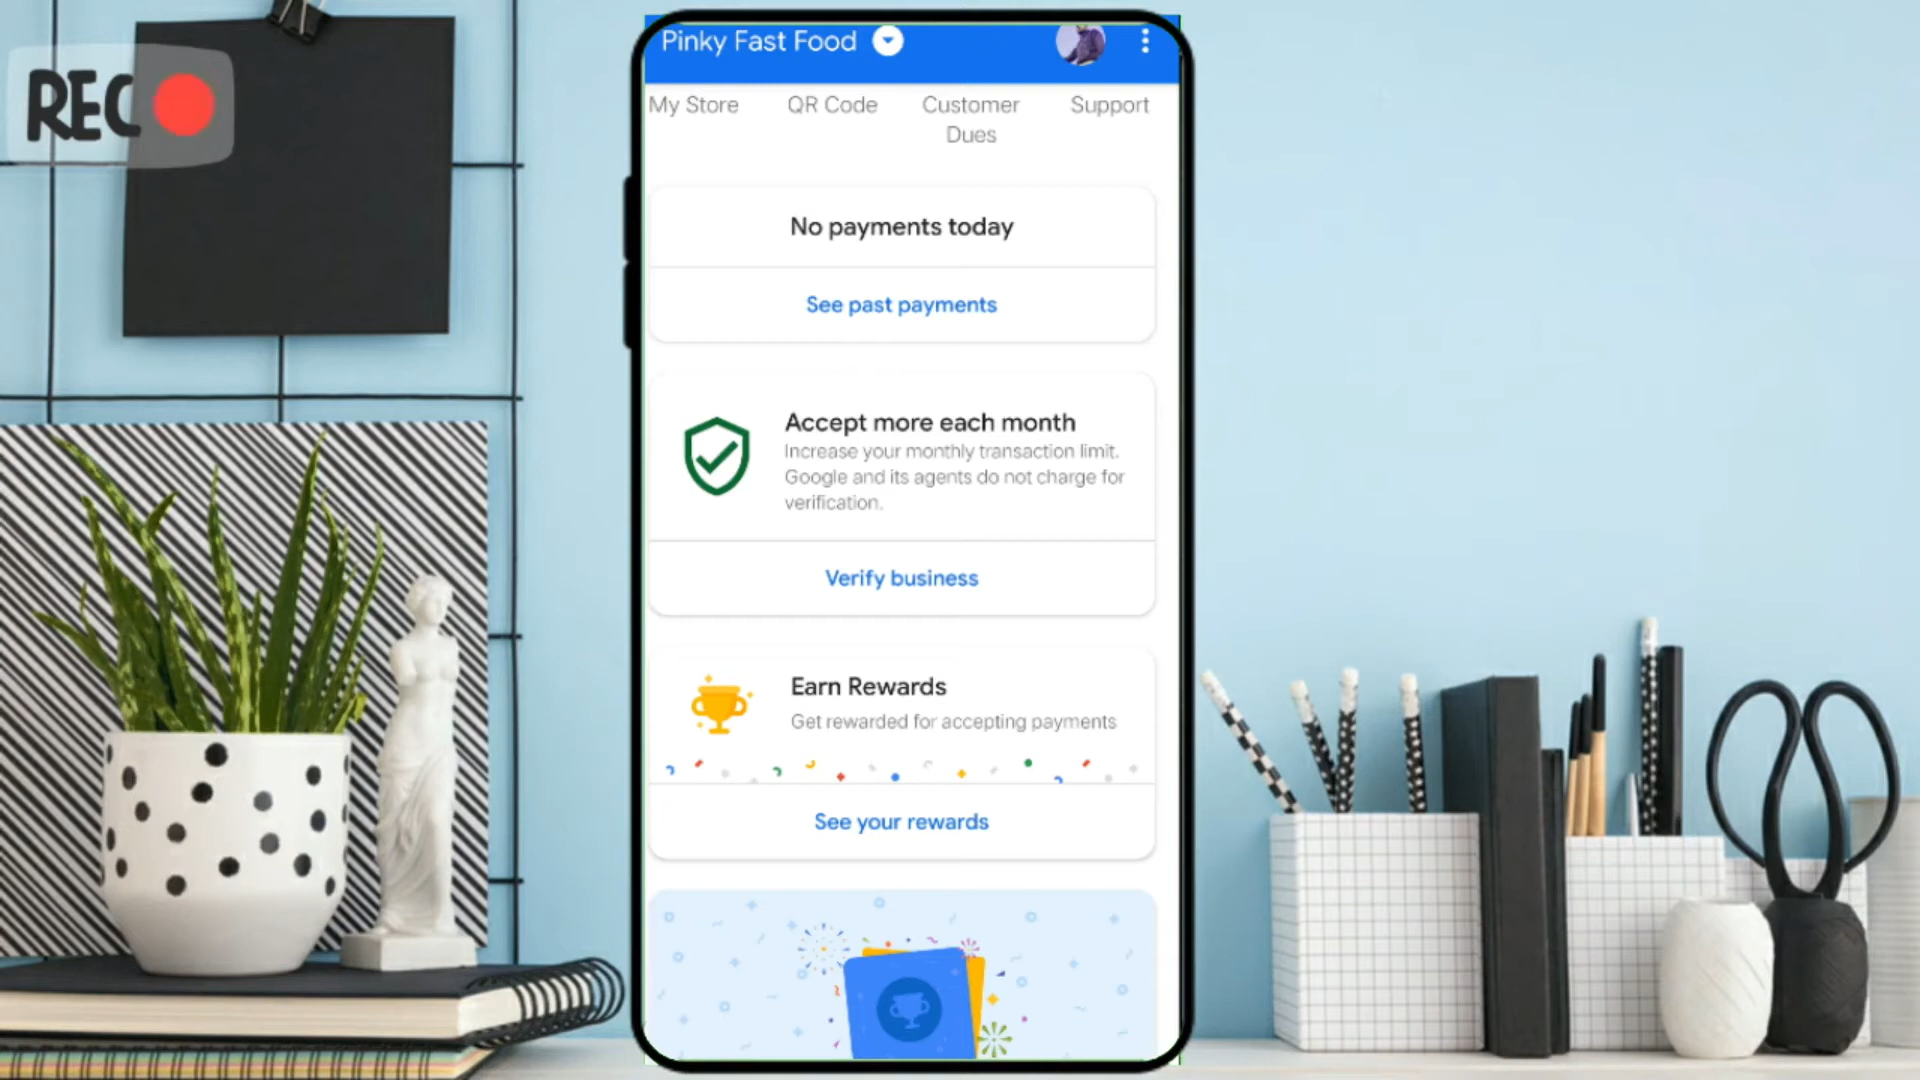 REC
Pinky Fast Food
My Store QR Code Customer Support
Dues
No payments today
See past payments
Accept more each month
Increase your monthly transaction limit.
Google and its agents do not charge for
verification.
Verify business
Earn Rewards
Get rewarded for accepting payments
See your rewards